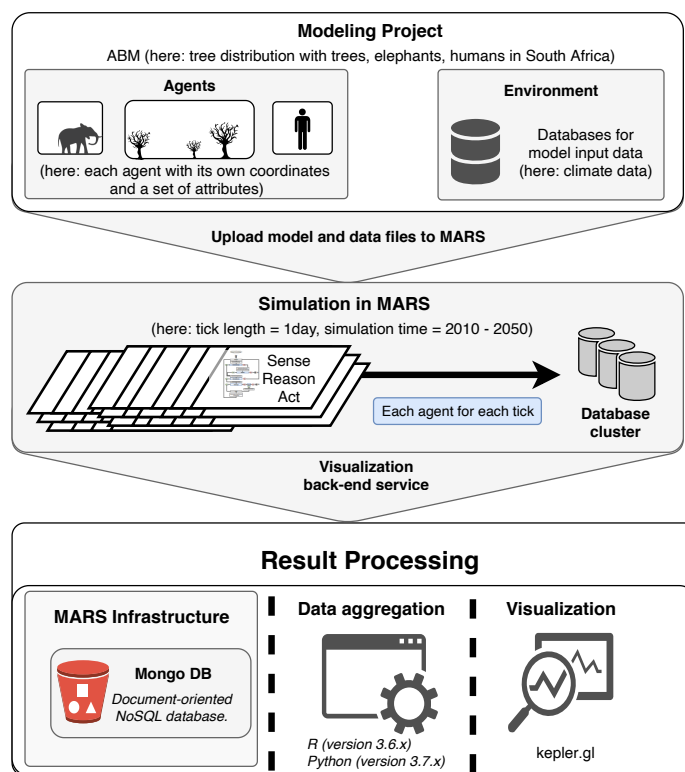 Modeling Project
ABM (here: tree distribution with trees, elephants, humans in South Africa)
Agents
(here: each agent with its own coordinates
and a set of attributes)
Environment
Databases for
model input data
(here: climate data)
Upload model and data files to MARS
Simulation in MARS
(here: tick length = 1day, simulation time = 2010 - 2050)
Sense
Reason
Act
Each agent for each tick
Database
cluster
Visualization
back-end service
Result Processing
MARS Infrastructure
Mongo DB
Document-oriented
NoSQL database.
Data aggregation
R (version 3.6.x)
Python (version 3.7.x)
Visualization
kepler.gl